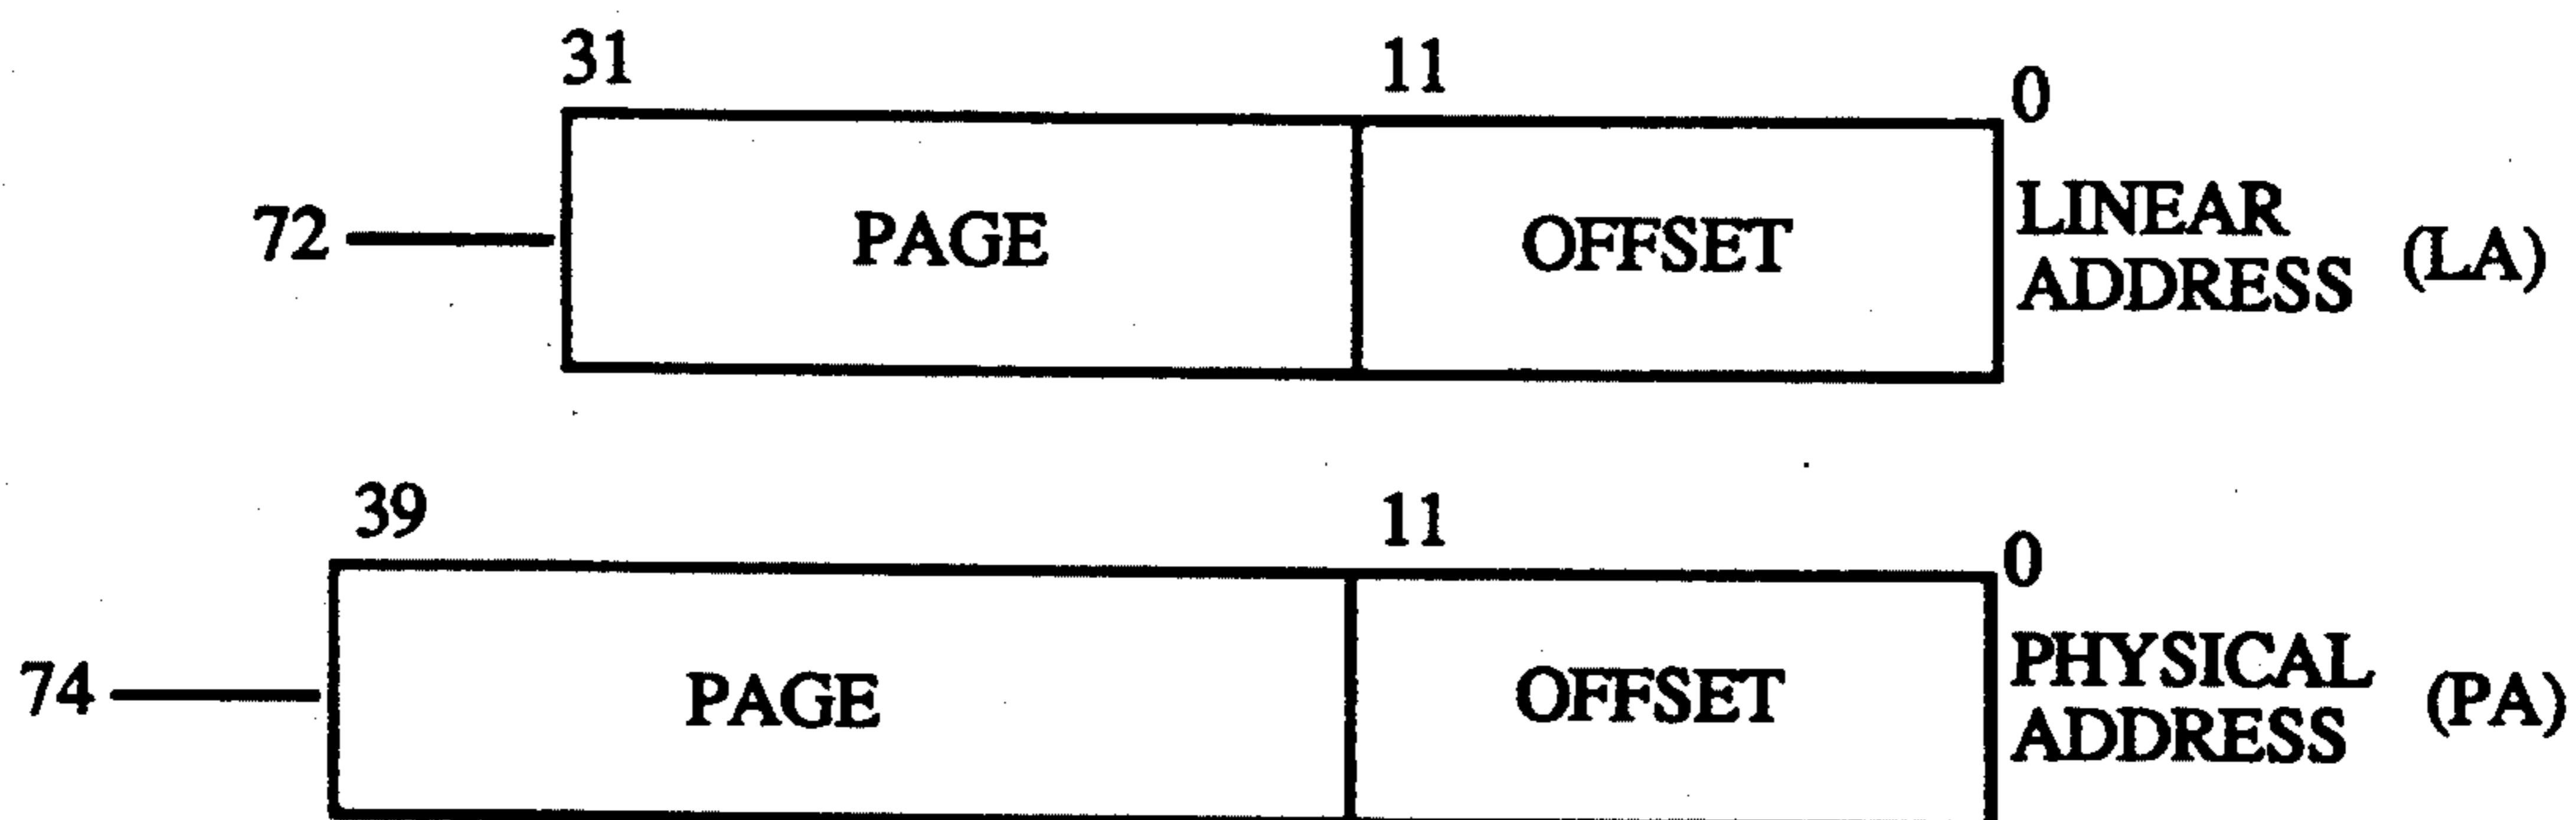 31 11 0
72 PAGE OFFSET LINEAR ADDRESS (LA)
39 11 0
74 PAGE OFFSET PHYSICAL ADDRESS (PA)